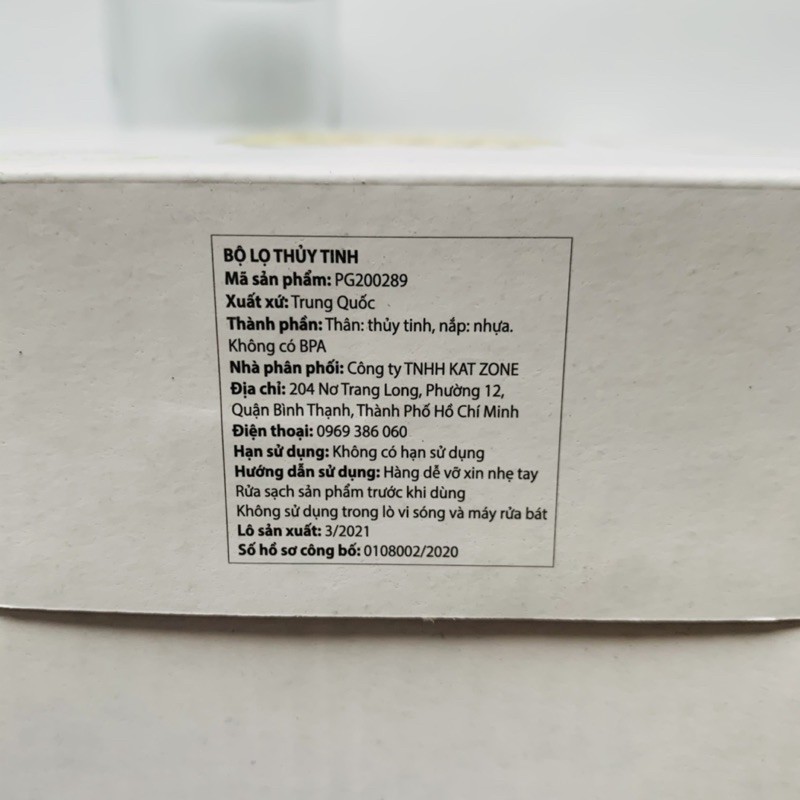 BỘ LỌ THỦY TINH
Mã sản phẩm: PG200289
Xuất xứ: Trung Quốc
Thành phần: Thân: thủy tinh, nắp: nhựa.
Không có BPA
Nhà phân phối: Công ty TNHH KAT ZONE
Địa chỉ: 204 Nơ Trang Long, Phường 12,
Quận Bình Thạnh, Thành Phố Hồ Chí Minh
Điện thoại: 0969 386 060
Hạn sử dụng: Không có hạn sử dụng
Hướng dẫn sử dụng: Hàng dễ vỡ xin nhẹ tay
Rửa sạch sản phẩm trước khi dùng
Không sử dụng trong lò vi sóng và máy rửa bát
Lô sản xuất: 3/2021
Số hồ sơ công bố: 0108002/2020